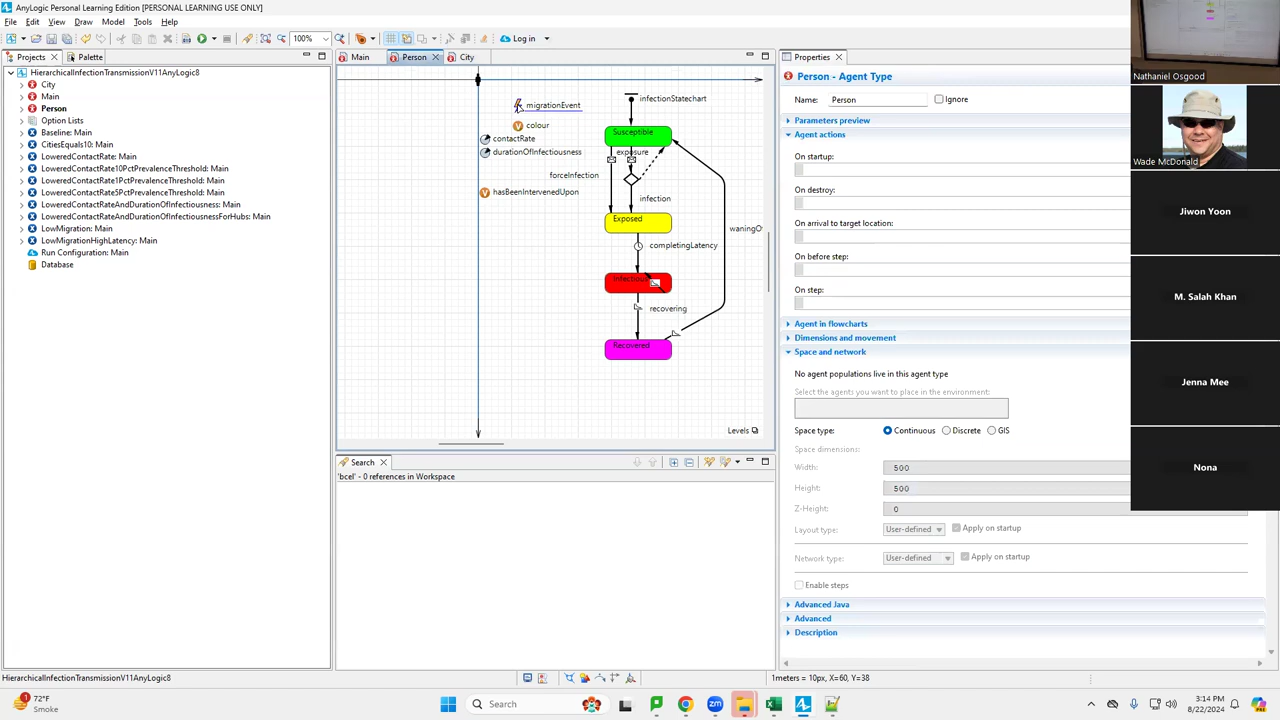 AnyLogic Personal Learning Edition [PERSONAL LEARNING USE ONLY]
File Edit View Draw Model Tools Help
100% Log in
Projects Palette
HierarchicalInfectionTransmissionV11AnyLogic8
City
Main
Person
Option Lists
Baseline: Main
CitiesEquals10: Main
LoweredContactRate: Main
LoweredContactRate10PctPrevalenceThreshold: Main
LoweredContactRate1PctPrevalenceThreshold: Main
LoweredContactRate5PctPrevalenceThreshold: Main
LoweredContactRateAndDurationOfInfectiousness: Main
LoweredContactRateAndDurationOfInfectiousnessForHubs: Main
LowMigration: Main
LowMigrationHighLatency: Main
Run Configuration: Main
Database
Main Person City
migrationEvent
colour
contactRate
durationOfInfectiousness
hasBeenIntervenedUpon
infectionStatechart
Susceptible
exposure
forceInfection
infection
Exposed
completingLatency
Infectious
recovering
Recovered
Levels
Search
'bcel' - 0 references in Workspace
Properties
Person - Agent Type
Name: Person Ignore
Parameters preview
Agent actions
On startup:
On destroy:
On arrival to target location:
On before step:
On step:
Agent in flowcharts
Dimensions and movement
Space and network
No agent populations live in this agent type
Select the agents you want to place in the environment:
Space type: Continuous Discrete GIS
Space dimensions:
Width: 500
Height: 500
Z-Height: 0
Layout type: User-defined Apply on startup
Network type: User-defined Apply on startup
Enable steps
Advanced Java
Advanced
Description
Nathaniel Osgood
Wade McDonald
Jiwon Yoon
M. Salah Khan
Jenna Mee
Nona
HierarchicalInfectionTransmissionV11AnyLogic8
1meters = 10px, X=60, Y=38
1
72°F
Smoke
Search
3:14 PM
8/22/2024